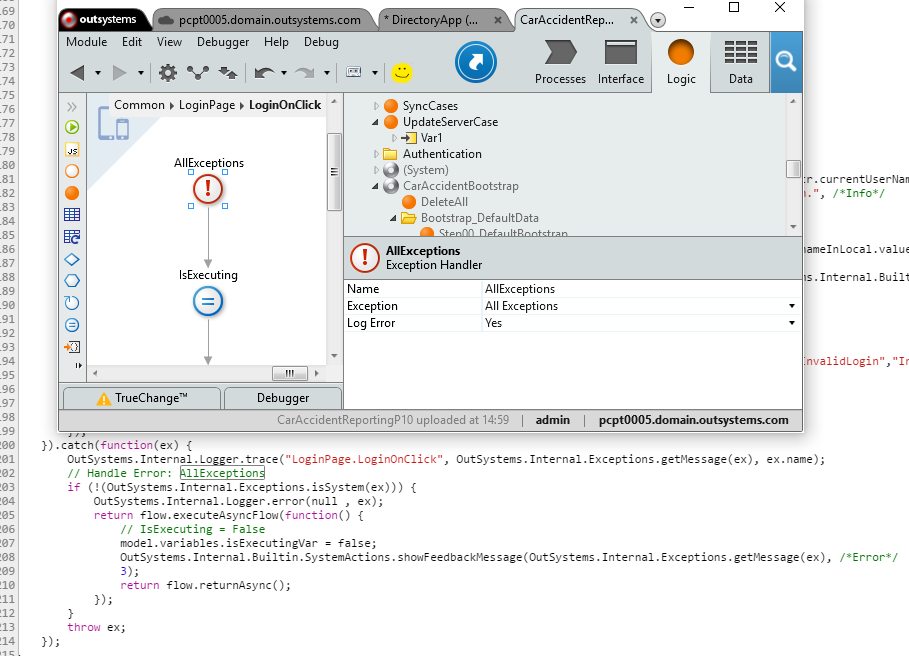 outsystems
pcpt0005.domain.outsystems.com
* DirectoryApp (...
CarAccidentRep...
Module Edit View Debugger Help Debug
Processes Interface Logic Data
Common LoginPage LoginOnClick
JS
AllExceptions
IsExecuting
SyncCases
UpdateServerCase
Var1
Authentication
(System)
CarAccidentBootstrap
DeleteAll
Bootstrap_DefaultData
Step00_DefaultBootstrap
AllExceptions
Exception Handler
Name AllExceptions
Exception All Exceptions
Log Error Yes
TrueChange™ Debugger
CarAccidentReportingP10 uploaded at 14:59 admin pcpt0005.domain.outsystems.com
169
170
171
172
173
174
175
176
177
178
179
180
181 r.currentUserNam
182 .", /*Info*/
183
184
185
186 ameInLocal.value
187
188 s.Internal.Built
189
190
191
192
193
194 InvalidLogin","In
195
196
197
198
199 });
200 }).catch(function(ex) {
201 OutSystems.Internal.Logger.trace("LoginPage.LoginOnClick", OutSystems.Internal.Exceptions.getMessage(ex), ex.name);
202 // Handle Error: AllExceptions
203 if (!(OutSystems.Internal.Exceptions.isSystem(ex))) {
204 OutSystems.Internal.Logger.error(null , ex);
205 return flow.executeAsyncFlow(function() {
206 // IsExecuting = False
207 model.variables.isExecutingVar = false;
208 OutSystems.Internal.Builtin.SystemActions.showFeedbackMessage(OutSystems.Internal.Exceptions.getMessage(ex), /*Error*/
209 3);
210 return flow.returnAsync();
211 });
212 }
213 throw ex;
214 });
215